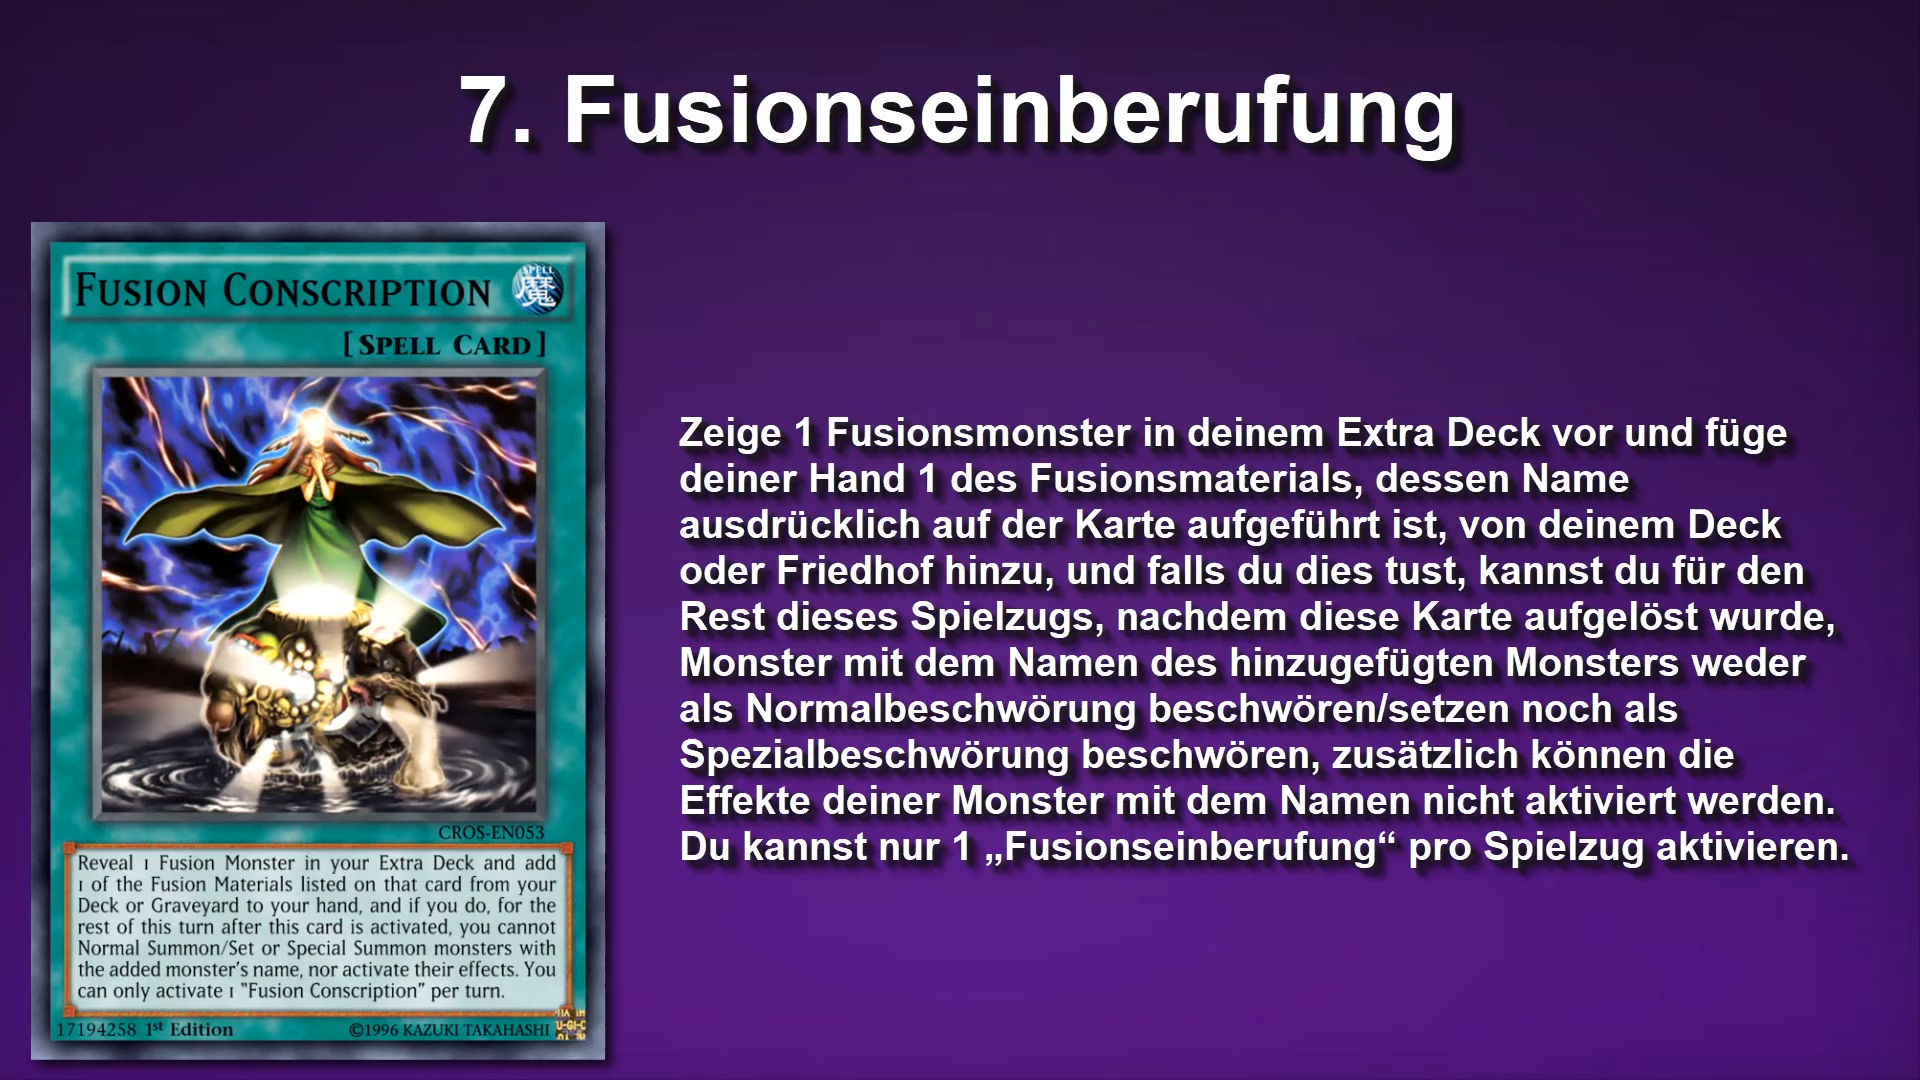 7. Fusionseinberufung
FUSION CONSCRIPTION
SPELL
魔
[SPELL CARD]
CROS-EN053
Reveal 1 Fusion Monster in your Extra Deck and add
1 of the Fusion Materials listed on that card from your
Deck or Graveyard to your hand, and if you do, for the
rest of this turn after this card is activated, you cannot
Normal Summon/Set or Special Summon monsters with
the added monster's name, nor activate their effects. You
can only activate 1 "Fusion Conscription" per turn.
17194258 1st Edition
©1996 KAZUKI TAKAHASHI
Zeige 1 Fusionsmonster in deinem Extra Deck vor und füge
deiner Hand 1 des Fusionsmaterials, dessen Name
ausdrücklich auf der Karte aufgeführt ist, von deinem Deck
oder Friedhof hinzu, und falls du dies tust, kannst du für den
Rest dieses Spielzugs, nachdem diese Karte aufgelöst wurde,
Monster mit dem Namen des hinzugefügten Monsters weder
als Normalbeschwörung beschwören/setzen noch als
Spezialbeschwörung beschwören, zusätzlich können die
Effekte deiner Monster mit dem Namen nicht aktiviert werden.
Du kannst nur 1 „Fusionseinberufung“ pro Spielzug aktivieren.